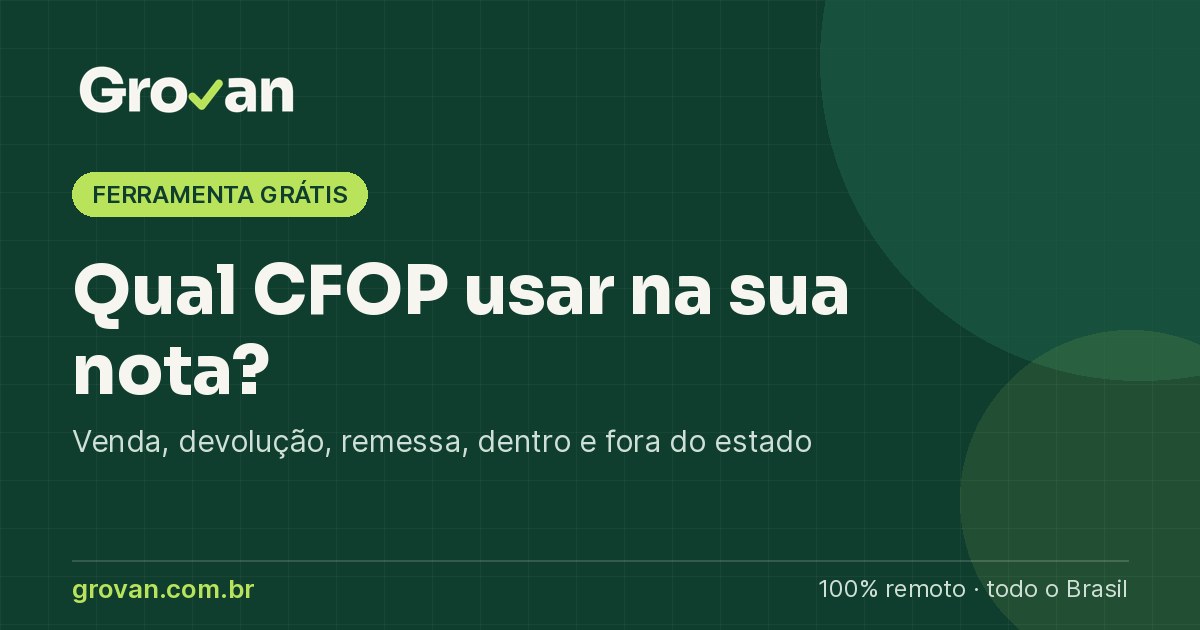 Grovan
FERRAMENTA GRÁTIS
Qual CFOP usar na sua
nota?
Venda, devolução, remessa, dentro e fora do estado
grovan.com.br
100% remoto · todo o Brasil